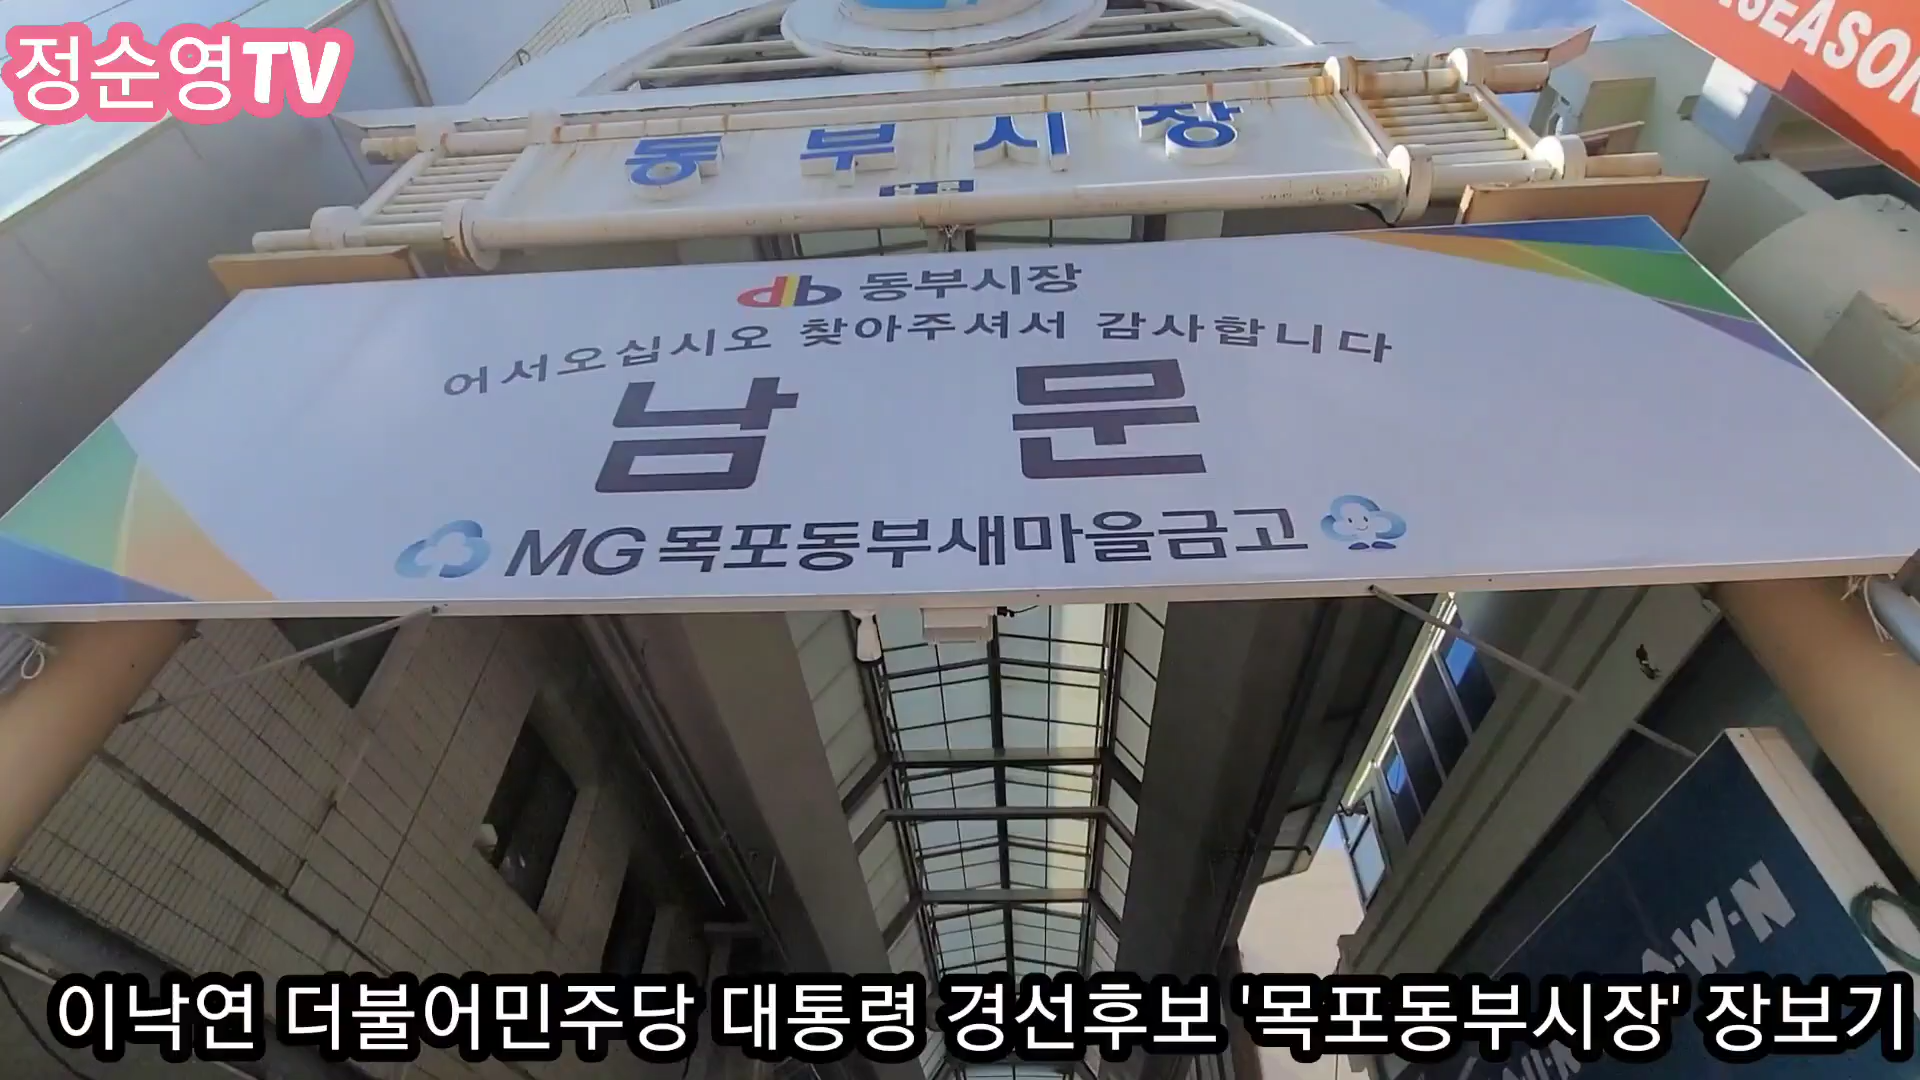 정순영TV
SEASON
동부시장
db 동부시장
어서오십시오 찾아주셔서 감사합니다
남문
MG목포동부새마을금고
A·W·N
이낙연 더불어민주당 대통령 경선후보 '목포동부시장' 장보기